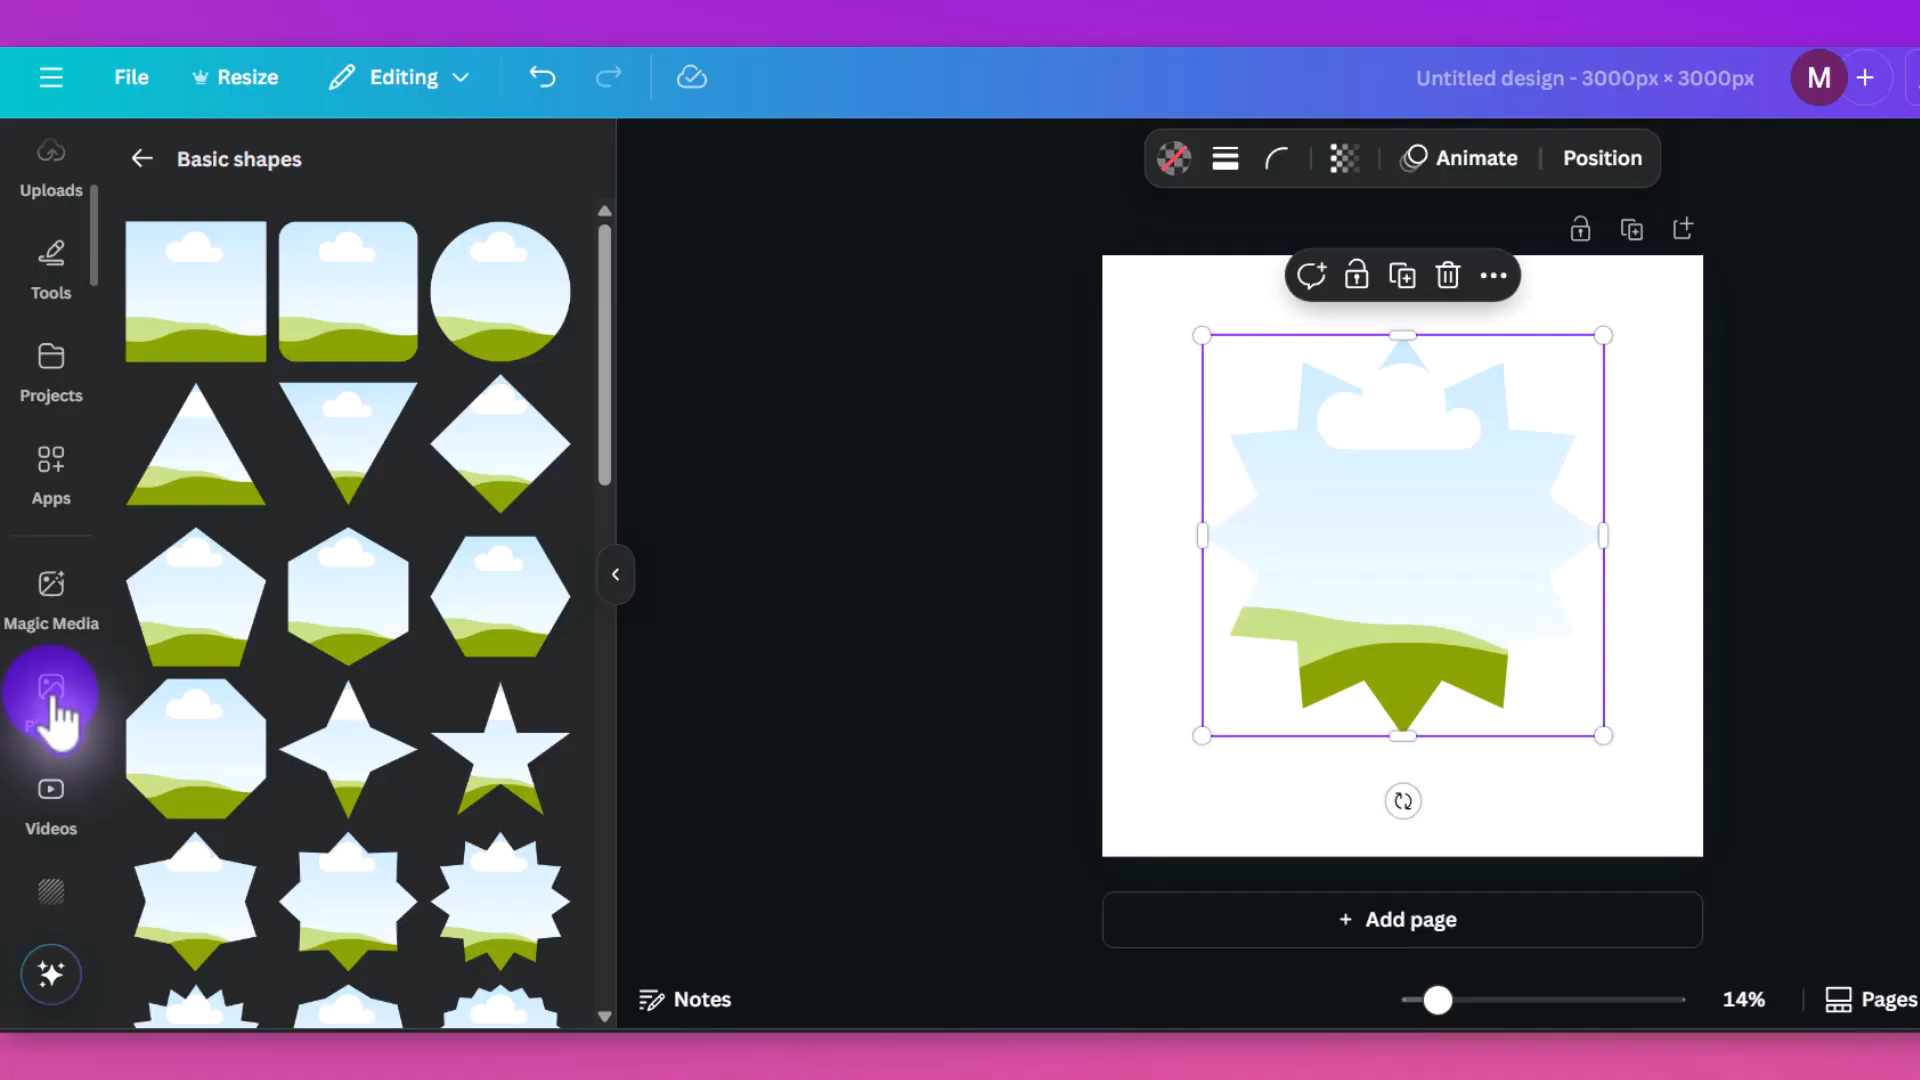 File
Resize
Editing
Untitled design - 3000px × 3000px
M
Uploads
Basic shapes
Animate
Position
Tools
Projects
Apps
Magic Media
Videos
+ Add page
Notes
14%
Pages